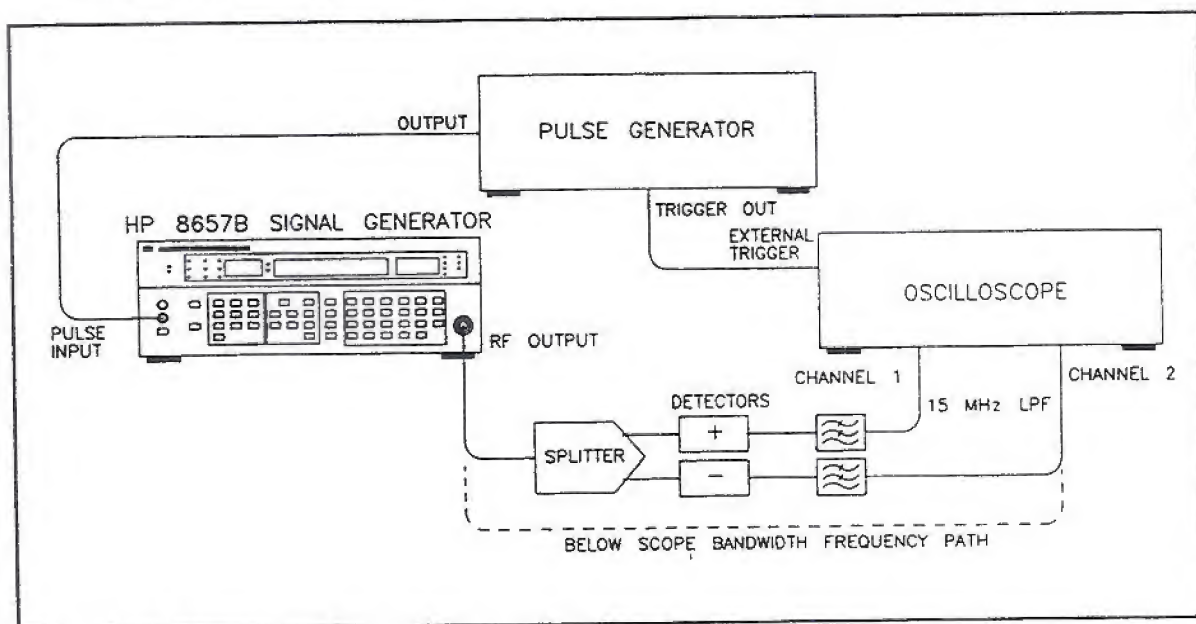 OUTPUT
PULSE GENERATOR
TRIGGER OUT
HP 8657B SIGNAL GENERATOR
EXTERNAL
TRIGGER
OSCILLOSCOPE
PULSE
INPUT
RF OUTPUT
CHANNEL 1
CHANNEL 2
15 MHz LPF
DETECTORS
+
SPLITTER
−
BELOW SCOPE BANDWIDTH FREQUENCY PATH